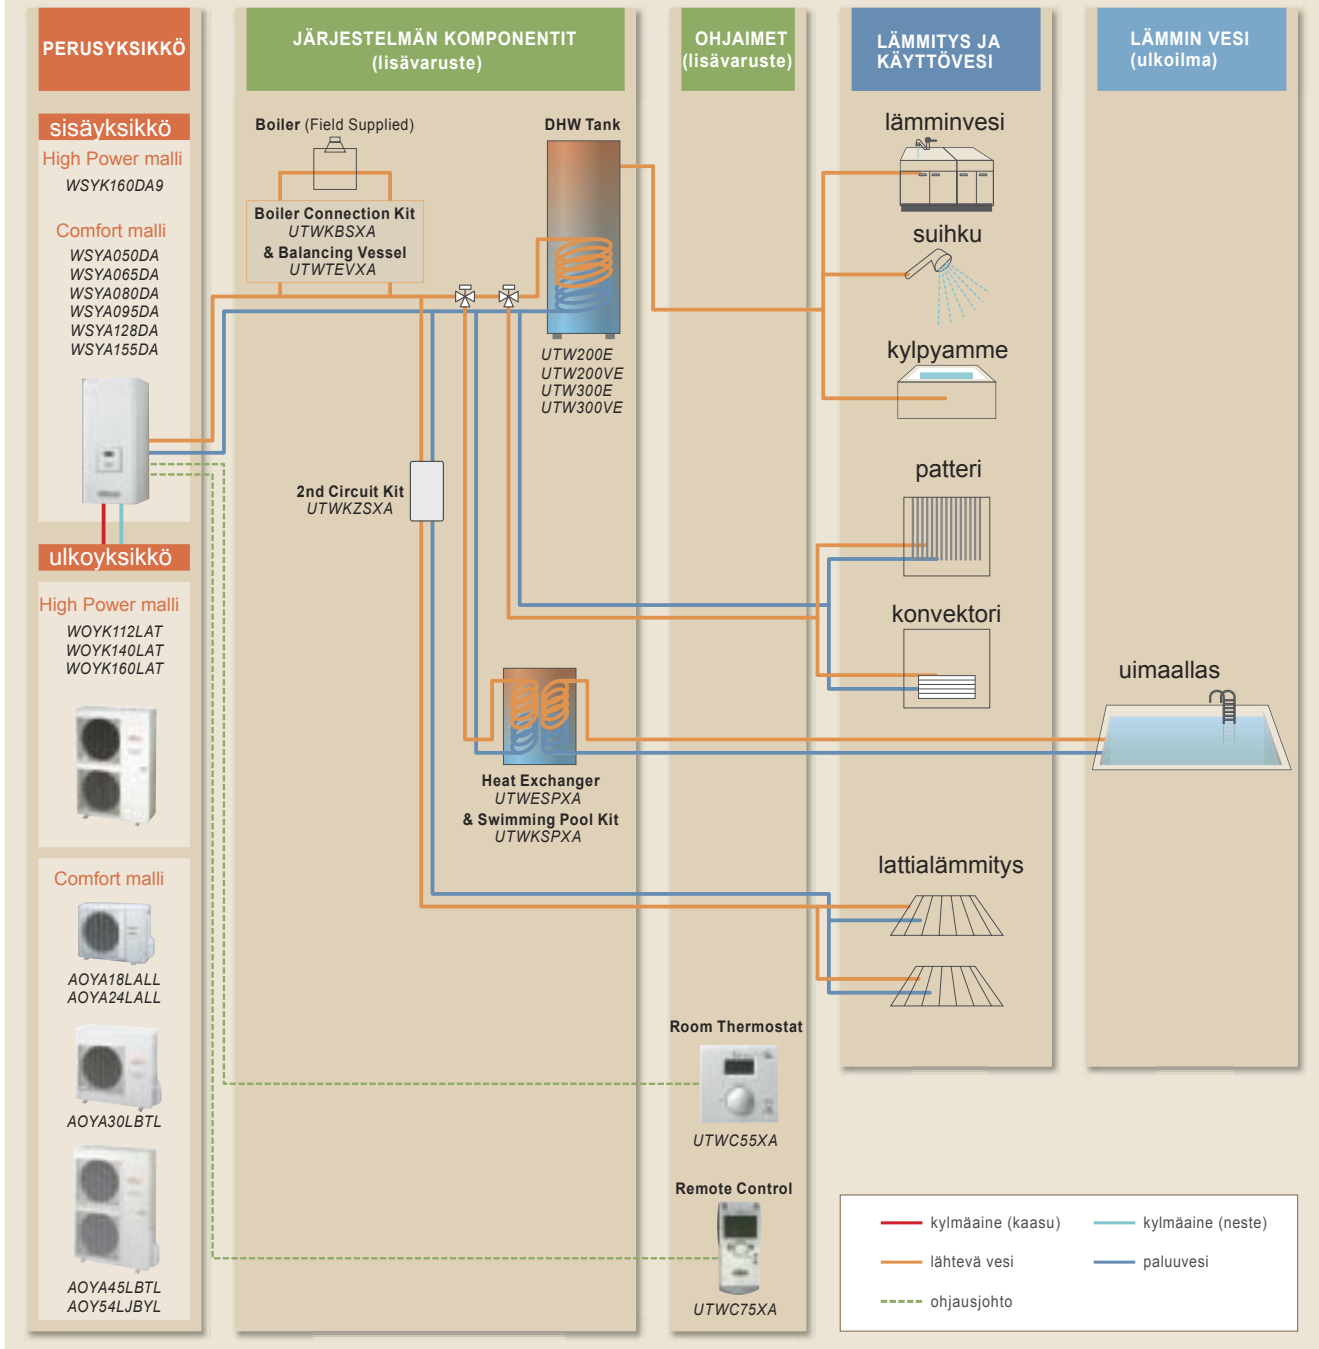 PERUSYKSIKKÖ
sisäyksikkö
High Power malli
WSYK160DA9
Comfort malli
WSYA050DA
WSYA065DA
WSYA080DA
WSYA095DA
WSYA128DA
WSYA155DA
ulkoyksikkö
High Power malli
WOYK112LAT
WOYK140LAT
WOYK160LAT
Comfort malli
AOYA18LALL
AOYA24LALL
AOYA30LBTL
AOYA45LBTL
AOY54LJBYL
JÄRJESTELMÄN KOMPONENTIT
(lisävaruste)
Boiler (Field Supplied)
Boiler Connection Kit
UTWKBSXA
& Balancing Vessel
UTWTEVXA
DHW Tank
UTW200E
UTW200VE
UTW300E
UTW300VE
2nd Circuit Kit
UTWKZSXA
Heat Exchanger
UTWESPXA
& Swimming Pool Kit
UTWKSPXA
OHJAIMET
(lisävaruste)
Room Thermostat
UTWC55XA
Remote Control
UTWC75XA
LÄMMITYS JA
KÄYTTÖVESI
lämminvesi
suihku
kylpyamme
patteri
konvektori
lattialämmitys
LÄMMIN VESI
(ulkoilma)
uimaallas
kylmäaine (kaasu)
kylmäaine (neste)
lähtevä vesi
paluuvesi
ohjausjohto